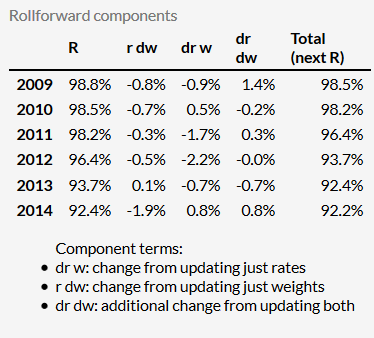 Rollforward components
R r dw dr w dr dw Total (next R)
2009 98.8% -0.8% -0.9% 1.4% 98.5%
2010 98.5% -0.7% 0.5% -0.2% 98.2%
2011 98.2% -0.3% -1.7% 0.3% 96.4%
2012 96.4% -0.5% -2.2% -0.0% 93.7%
2013 93.7% 0.1% -0.7% -0.7% 92.4%
2014 92.4% -1.9% 0.8% 0.8% 92.2%
Component terms:
• dr w: change from updating just rates
• r dw: change from updating just weights
• dr dw: additional change from updating both